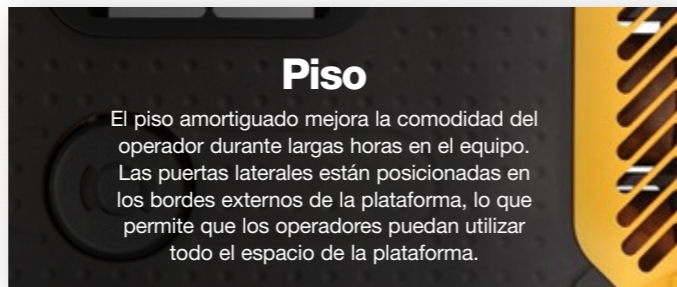 Piso
El piso amortiguado mejora la comodidad del
operador durante largas horas en el equipo.
Las puertas laterales están posicionadas en
los bordes externos de la plataforma, lo que
permite que los operadores puedan utilizar
todo el espacio de la plataforma.